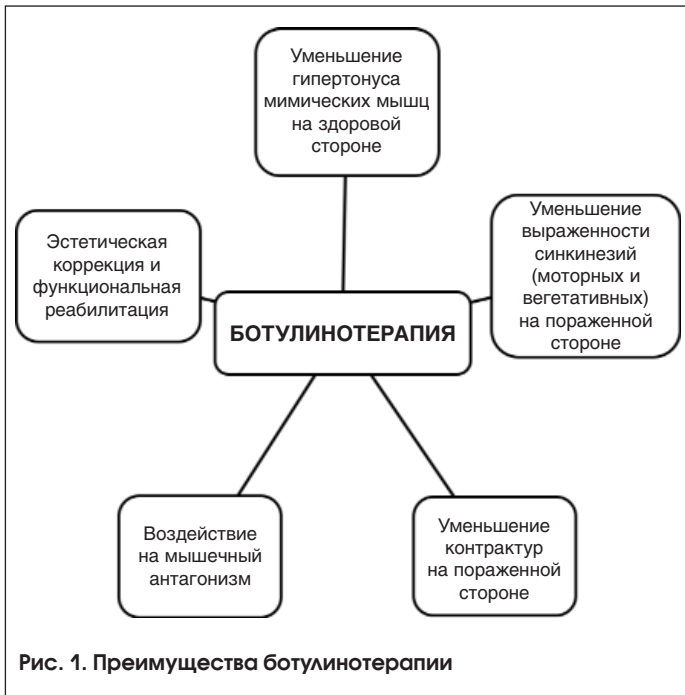 Уменьшение
гипертонуса
мимических мышц
на здоровой
стороне
Эстетическая
коррекция и
функциональная
реабилитация
Уменьшение
выраженности
синкинезий
(моторных и
вегетативных)
на пораженной
стороне
БОТУЛИНОТЕРАПИЯ
Воздействие
на мышечный
антагонизм
Уменьшение
контрактур
на пораженной
стороне
Рис. 1. Преимущества ботулинотерапии